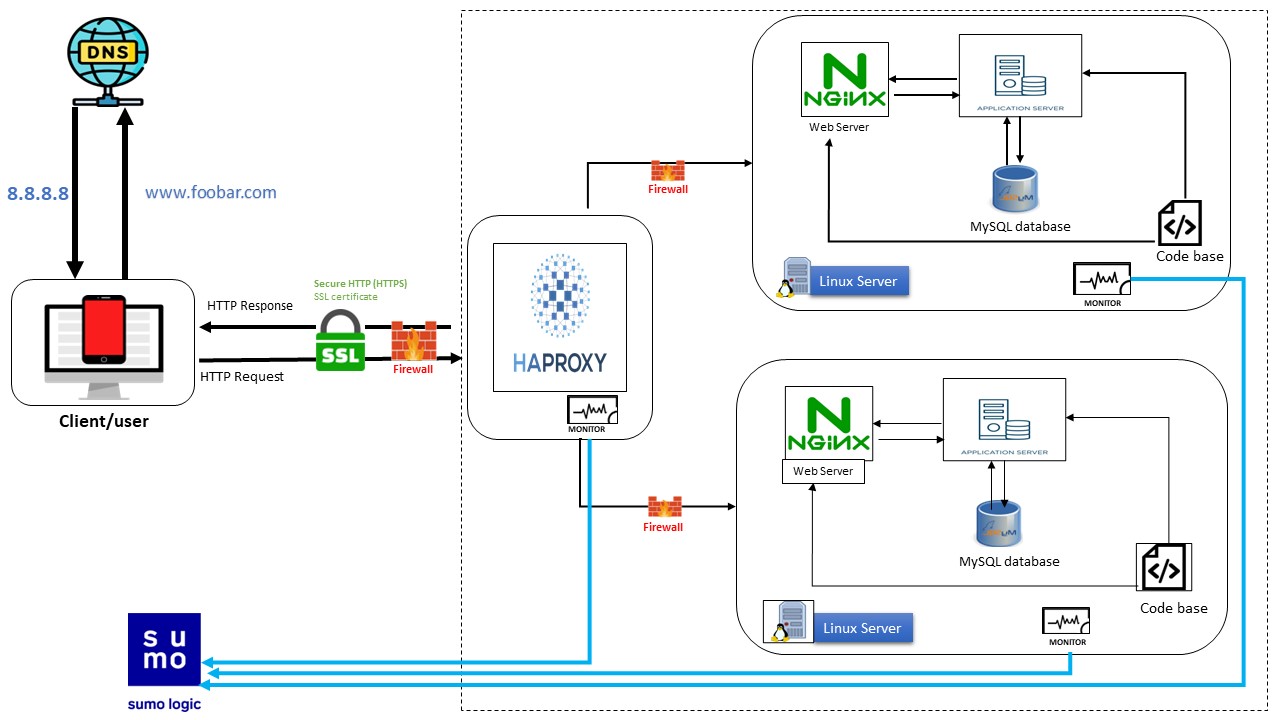 DNS
8.8.8.8
www.foobar.com
Client/user
HTTP Response
HTTP Request
Secure HTTP (HTTPS)
SSL certificate
SSL
Firewall
HAPROXY
MONITOR
Firewall
NGiNX
Web Server
APPLICATION SERVER
MySQL database
Code base
Linux Server
MONITOR
Firewall
NGiNX
Web Server
APPLICATION SERVER
MySQL database
Code base
Linux Server
MONITOR
su
mo
sumo logic